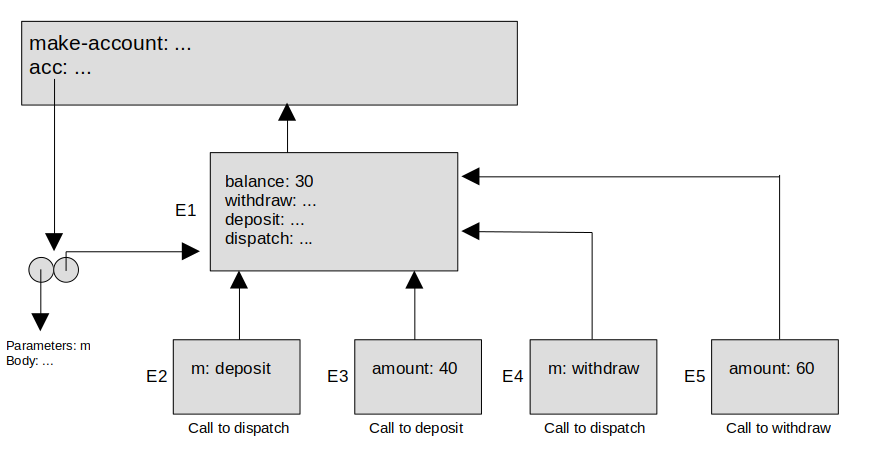 make-account: ...
acc: ...
balance: 30
withdraw: ...
deposit: ...
dispatch: ...
E1
Parameters: m
Body: ...
E2
m: deposit
Call to dispatch
E3
amount: 40
Call to deposit
E4
m: withdraw
Call to dispatch
E5
amount: 60
Call to withdraw